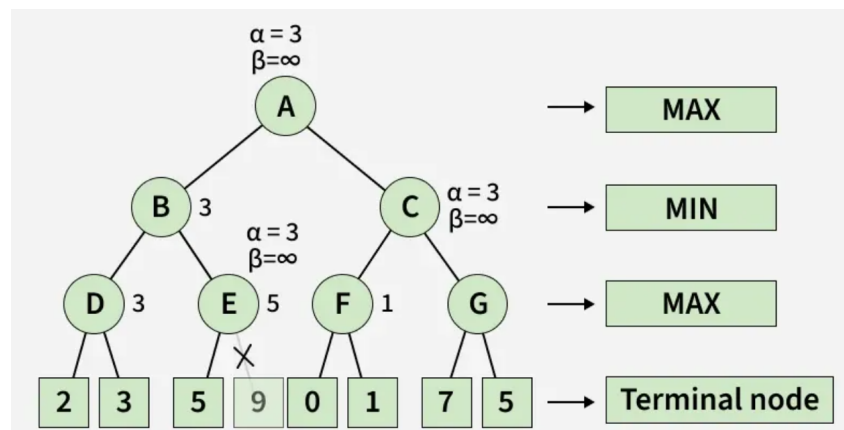 α = 3
β=∞
A
MAX
B 3
C
α = 3
β=∞
MIN
α = 3
β=∞
D 3
E 5
F 1
G
MAX
2 3 5 9 0 1 7 5
Terminal node